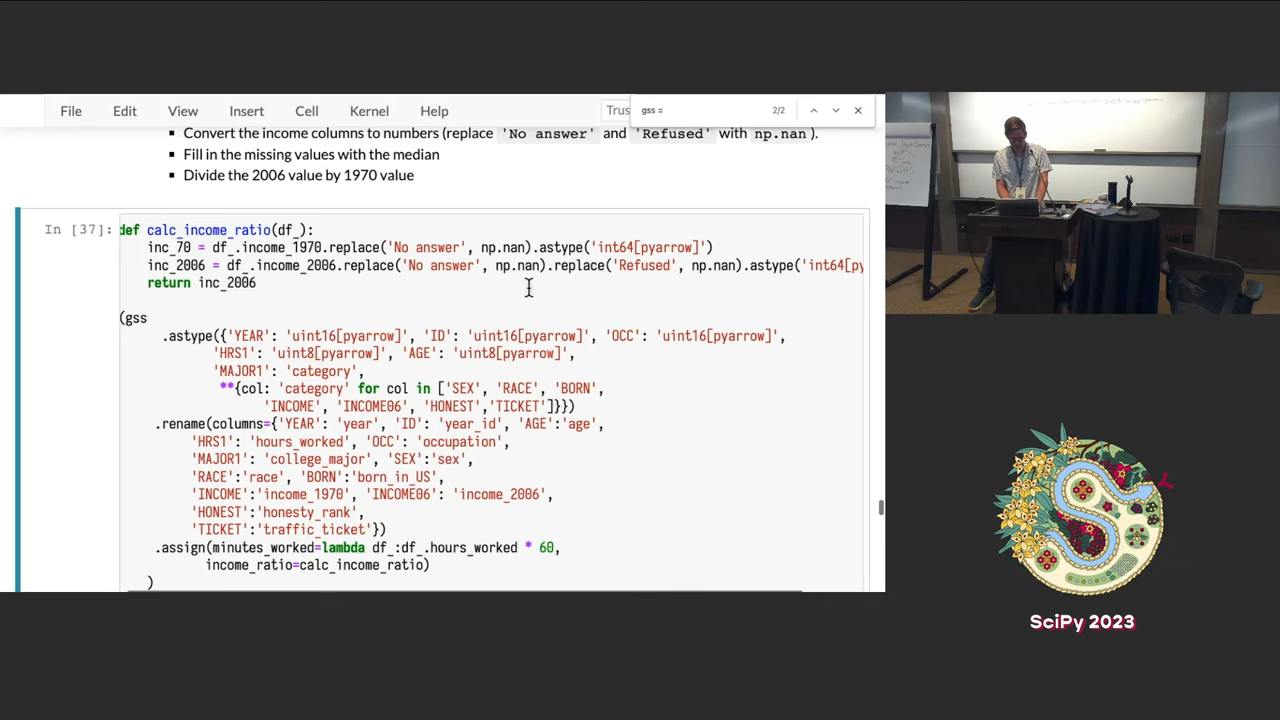 File Edit View Insert Cell Kernel Help Trus gss = 2/2
Convert the income columns to numbers (replace 'No answer' and 'Refused' with np.nan).
Fill in the missing values with the median
Divide the 2006 value by 1970 value
In [37]: def calc_income_ratio(df_):
inc_70 = df_.income_1970.replace('No answer', np.nan).astype('int64[pyarrow]')
inc_2006 = df_.income_2006.replace('No answer', np.nan).replace('Refused', np.nan).astype('int64[py
return inc_2006
(gss
.astype({'YEAR': 'uint16[pyarrow]', 'ID': 'uint16[pyarrow]', 'OCC': 'uint16[pyarrow]',
'HRS1': 'uint8[pyarrow]', 'AGE': 'uint8[pyarrow]',
'MAJOR1': 'category',
**{col: 'category' for col in ['SEX', 'RACE', 'BORN',
'INCOME', 'INCOME06', 'HONEST','TICKET']}})
.rename(columns={'YEAR': 'year', 'ID': 'year_id', 'AGE':'age',
'HRS1': 'hours_worked', 'OCC': 'occupation',
'MAJOR1': 'college_major', 'SEX':'sex',
'RACE':'race', 'BORN':'born_in_US',
'INCOME':'income_1970', 'INCOME06': 'income_2006',
'HONEST':'honesty_rank',
'TICKET':'traffic_ticket'})
.assign(minutes_worked=lambda df_:df_.hours_worked * 60,
income_ratio=calc_income_ratio)
)
SciPy 2023